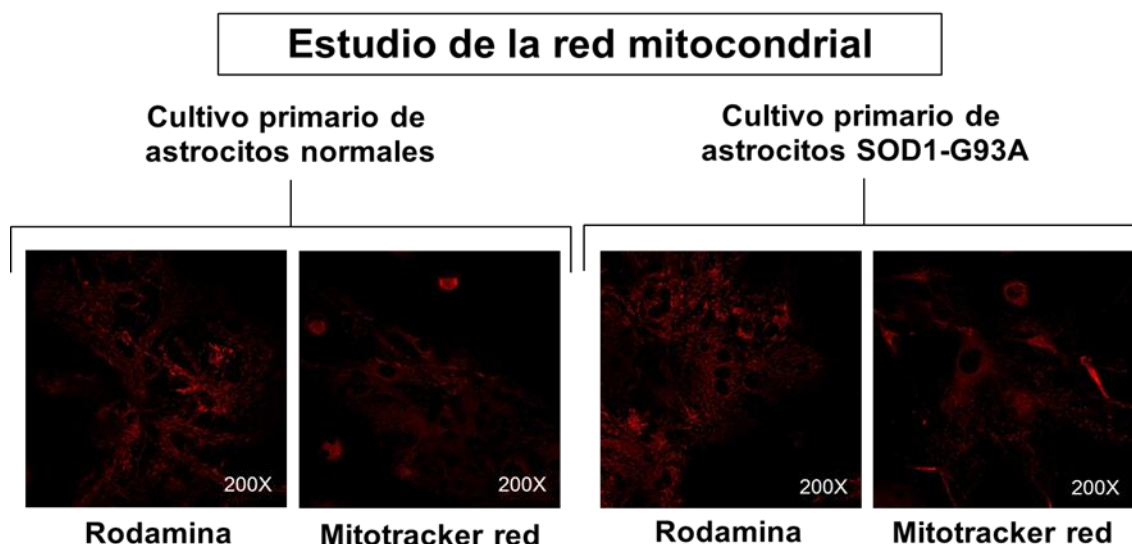 Estudio de la red mitocondrial
Cultivo primario de
astrocitos normales
Cultivo primario de
astrocitos SOD1-G93A
200X
200X
200X
200X
Rodamina
Mitotracker red
Rodamina
Mitotracker red